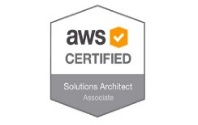 aws
CERTIFIED
Solutions Architect
Associate